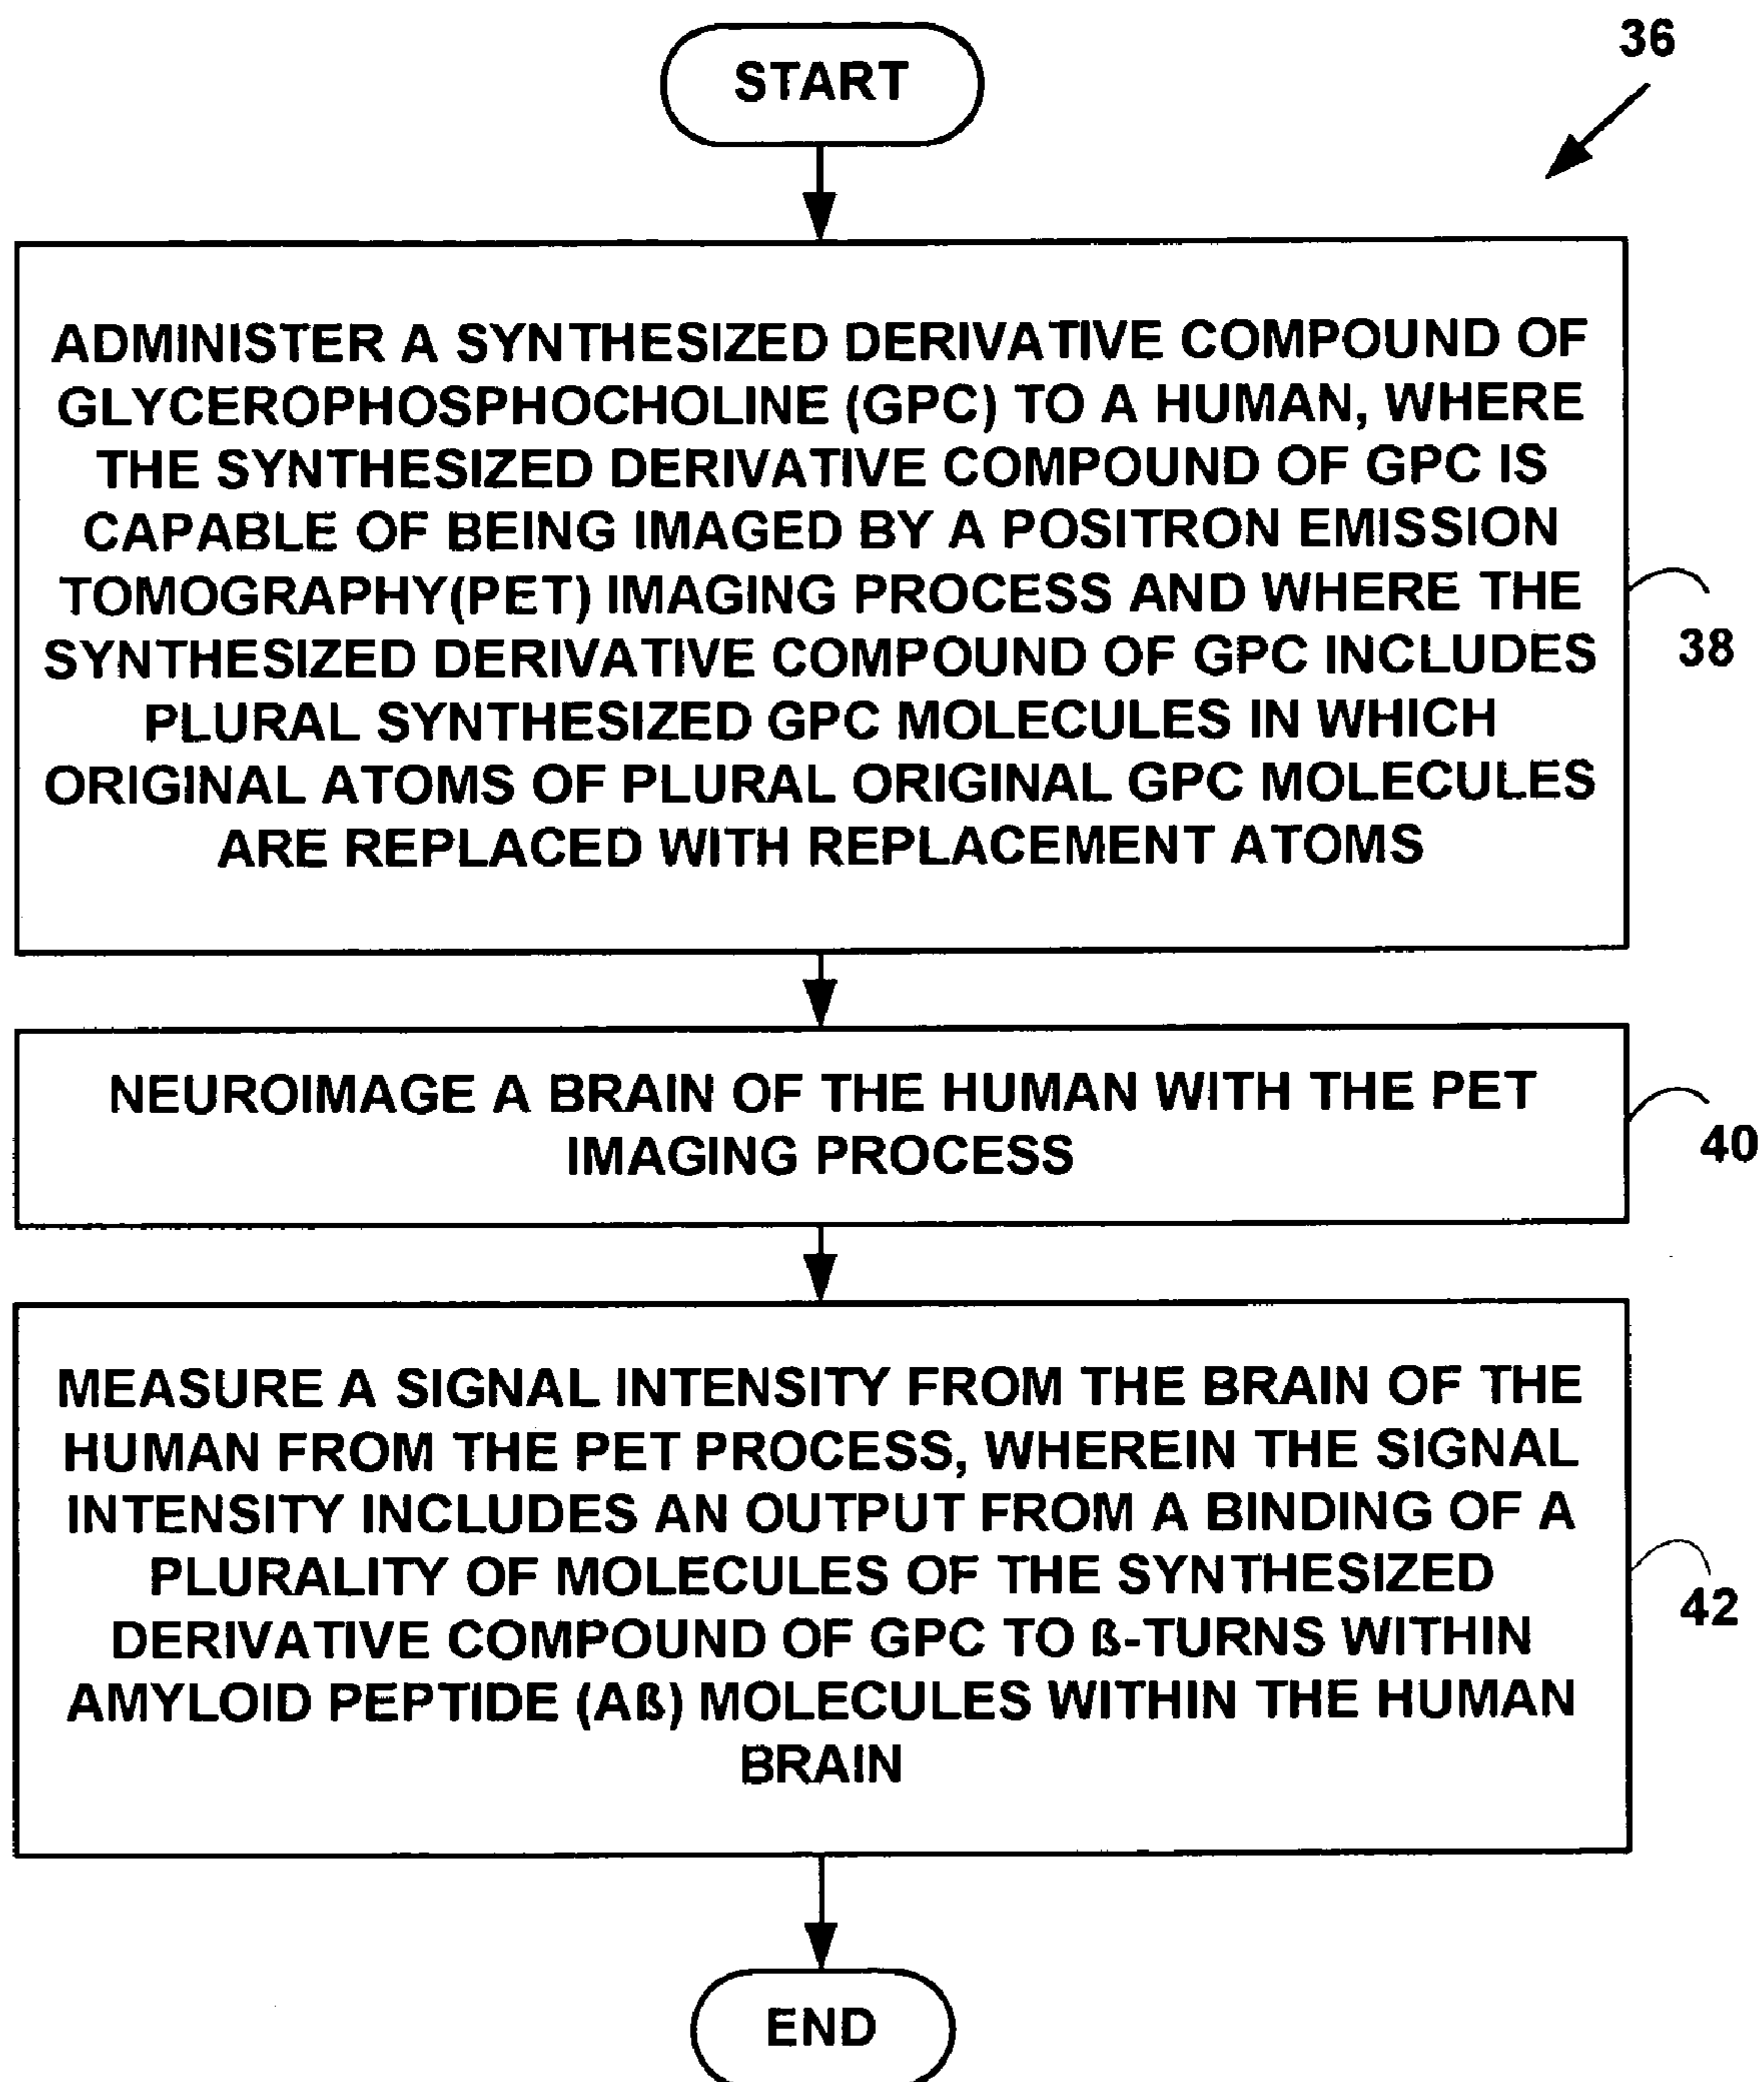 START
36
ADMINISTER A SYNTHESIZED DERIVATIVE COMPOUND OF
GLYCEROPHOSPHOCHOLINE (GPC) TO A HUMAN, WHERE
THE SYNTHESIZED DERIVATIVE COMPOUND OF GPC IS
CAPABLE OF BEING IMAGED BY A POSITRON EMISSION
TOMOGRAPHY(PET) IMAGING PROCESS AND WHERE THE
SYNTHESIZED DERIVATIVE COMPOUND OF GPC INCLUDES
PLURAL SYNTHESIZED GPC MOLECULES IN WHICH
ORIGINAL ATOMS OF PLURAL ORIGINAL GPC MOLECULES
ARE REPLACED WITH REPLACEMENT ATOMS
38
NEUROIMAGE A BRAIN OF THE HUMAN WITH THE PET
IMAGING PROCESS
40
MEASURE A SIGNAL INTENSITY FROM THE BRAIN OF THE
HUMAN FROM THE PET PROCESS, WHEREIN THE SIGNAL
INTENSITY INCLUDES AN OUTPUT FROM A BINDING OF A
PLURALITY OF MOLECULES OF THE SYNTHESIZED
DERIVATIVE COMPOUND OF GPC TO ß-TURNS WITHIN
AMYLOID PEPTIDE (Aß) MOLECULES WITHIN THE HUMAN
BRAIN
42
END